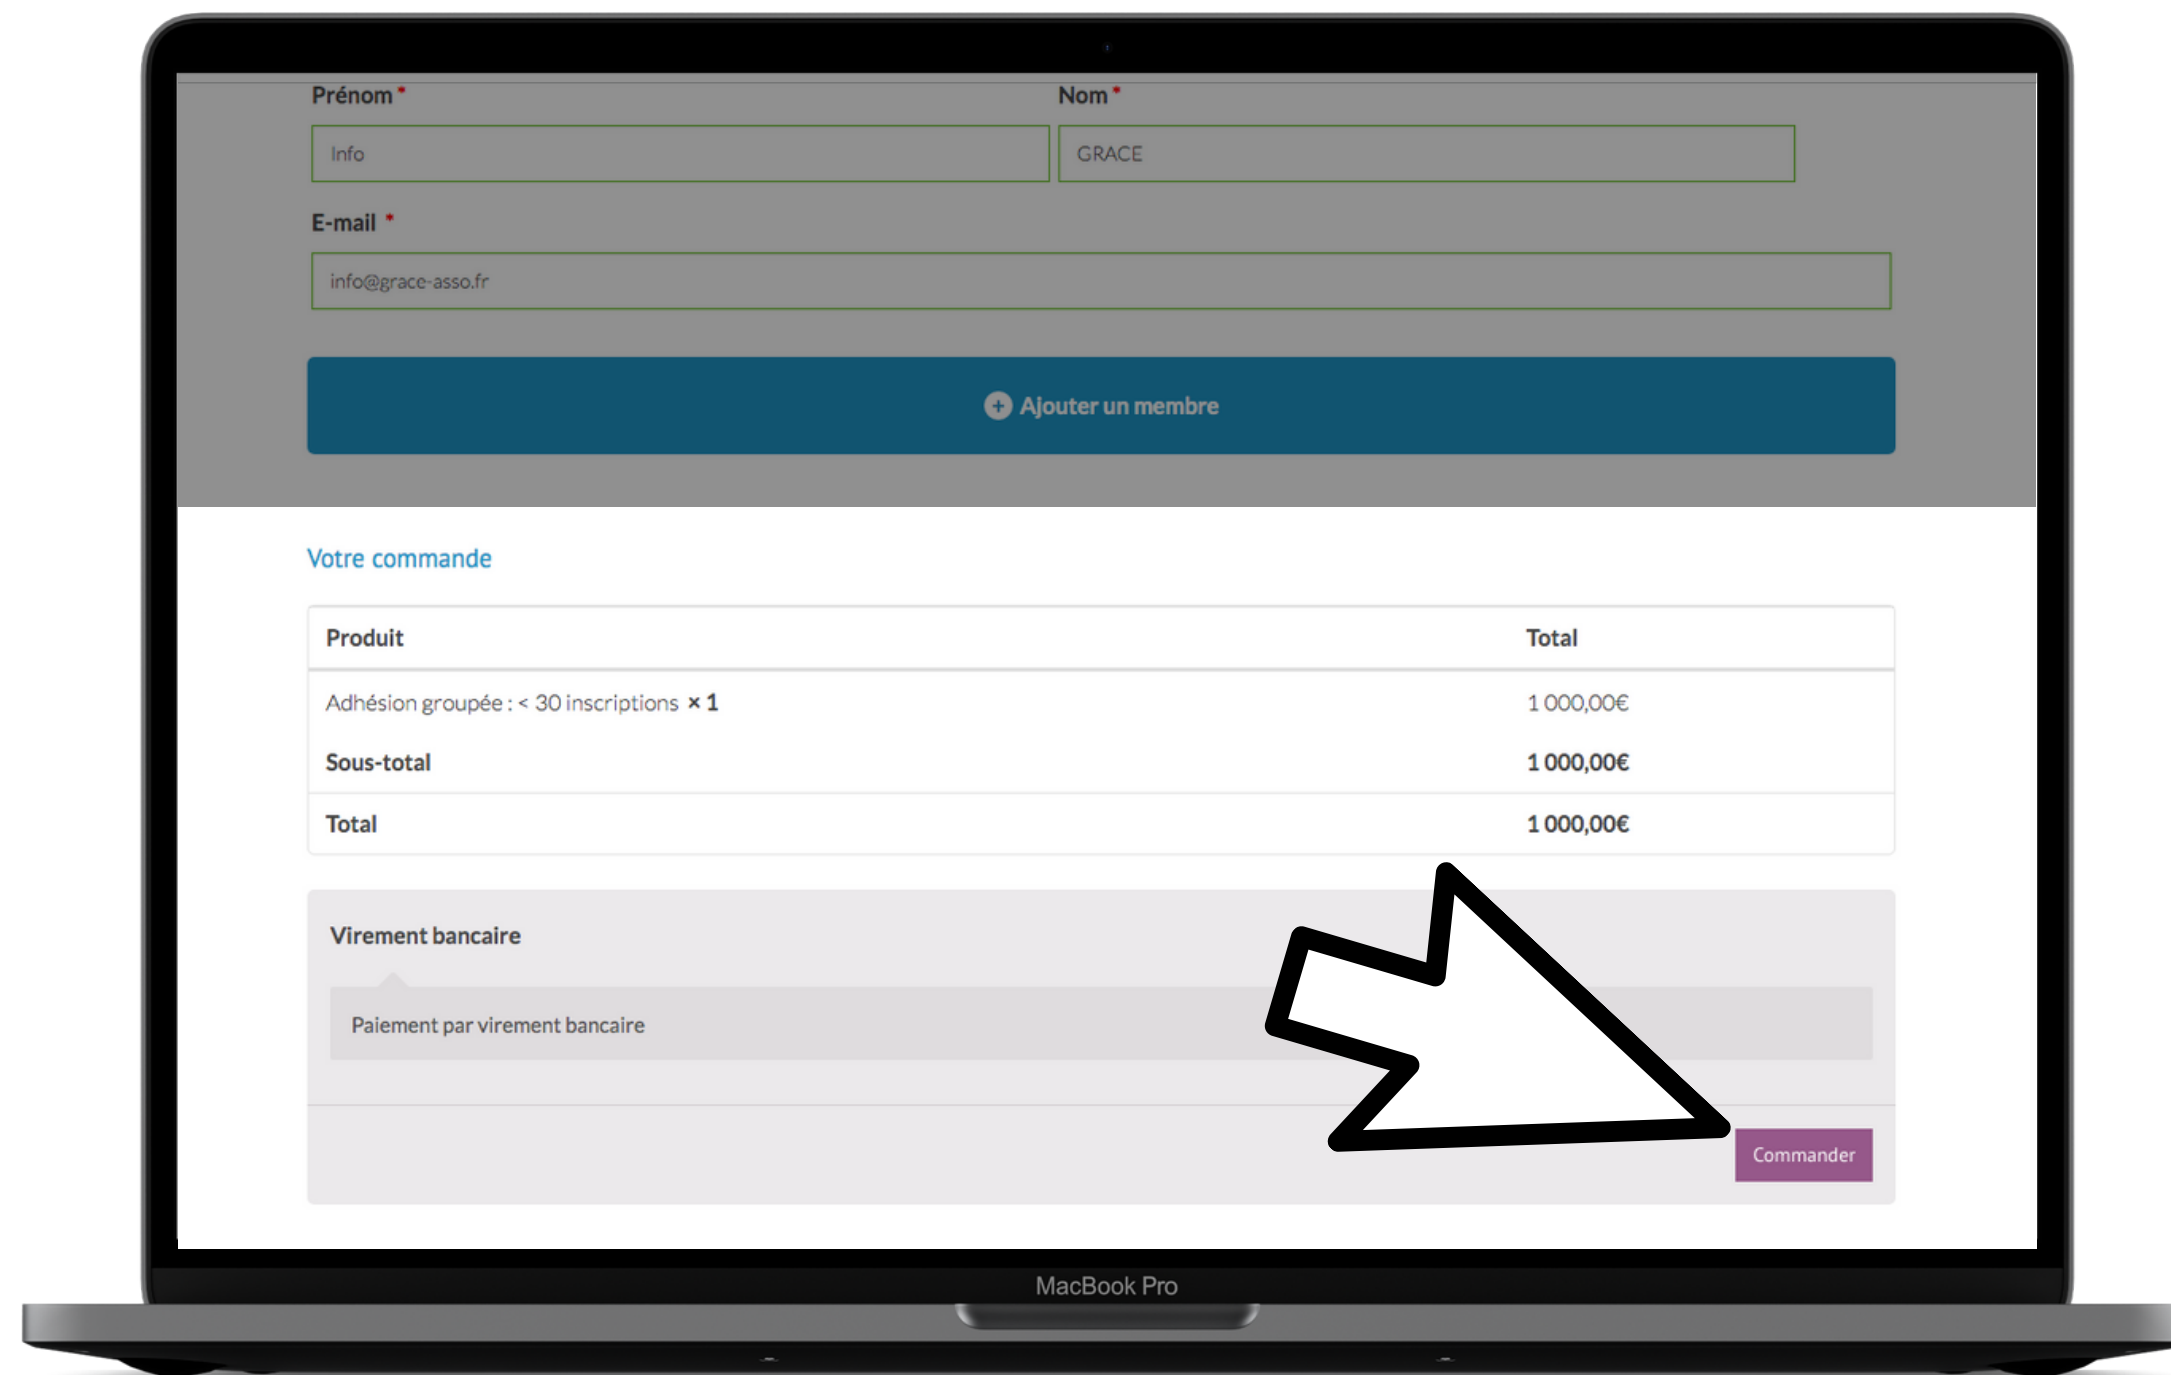 Prénom * Nom *
Info GRACE
E-mail *
info@grace-asso.fr
+ Ajouter un membre
Votre commande
Produit Total
Adhésion groupée : < 30 inscriptions × 1 1 000,00€
Sous-total 1 000,00€
Total 1 000,00€
Virement bancaire
Paiement par virement bancaire
Commander
MacBook Pro